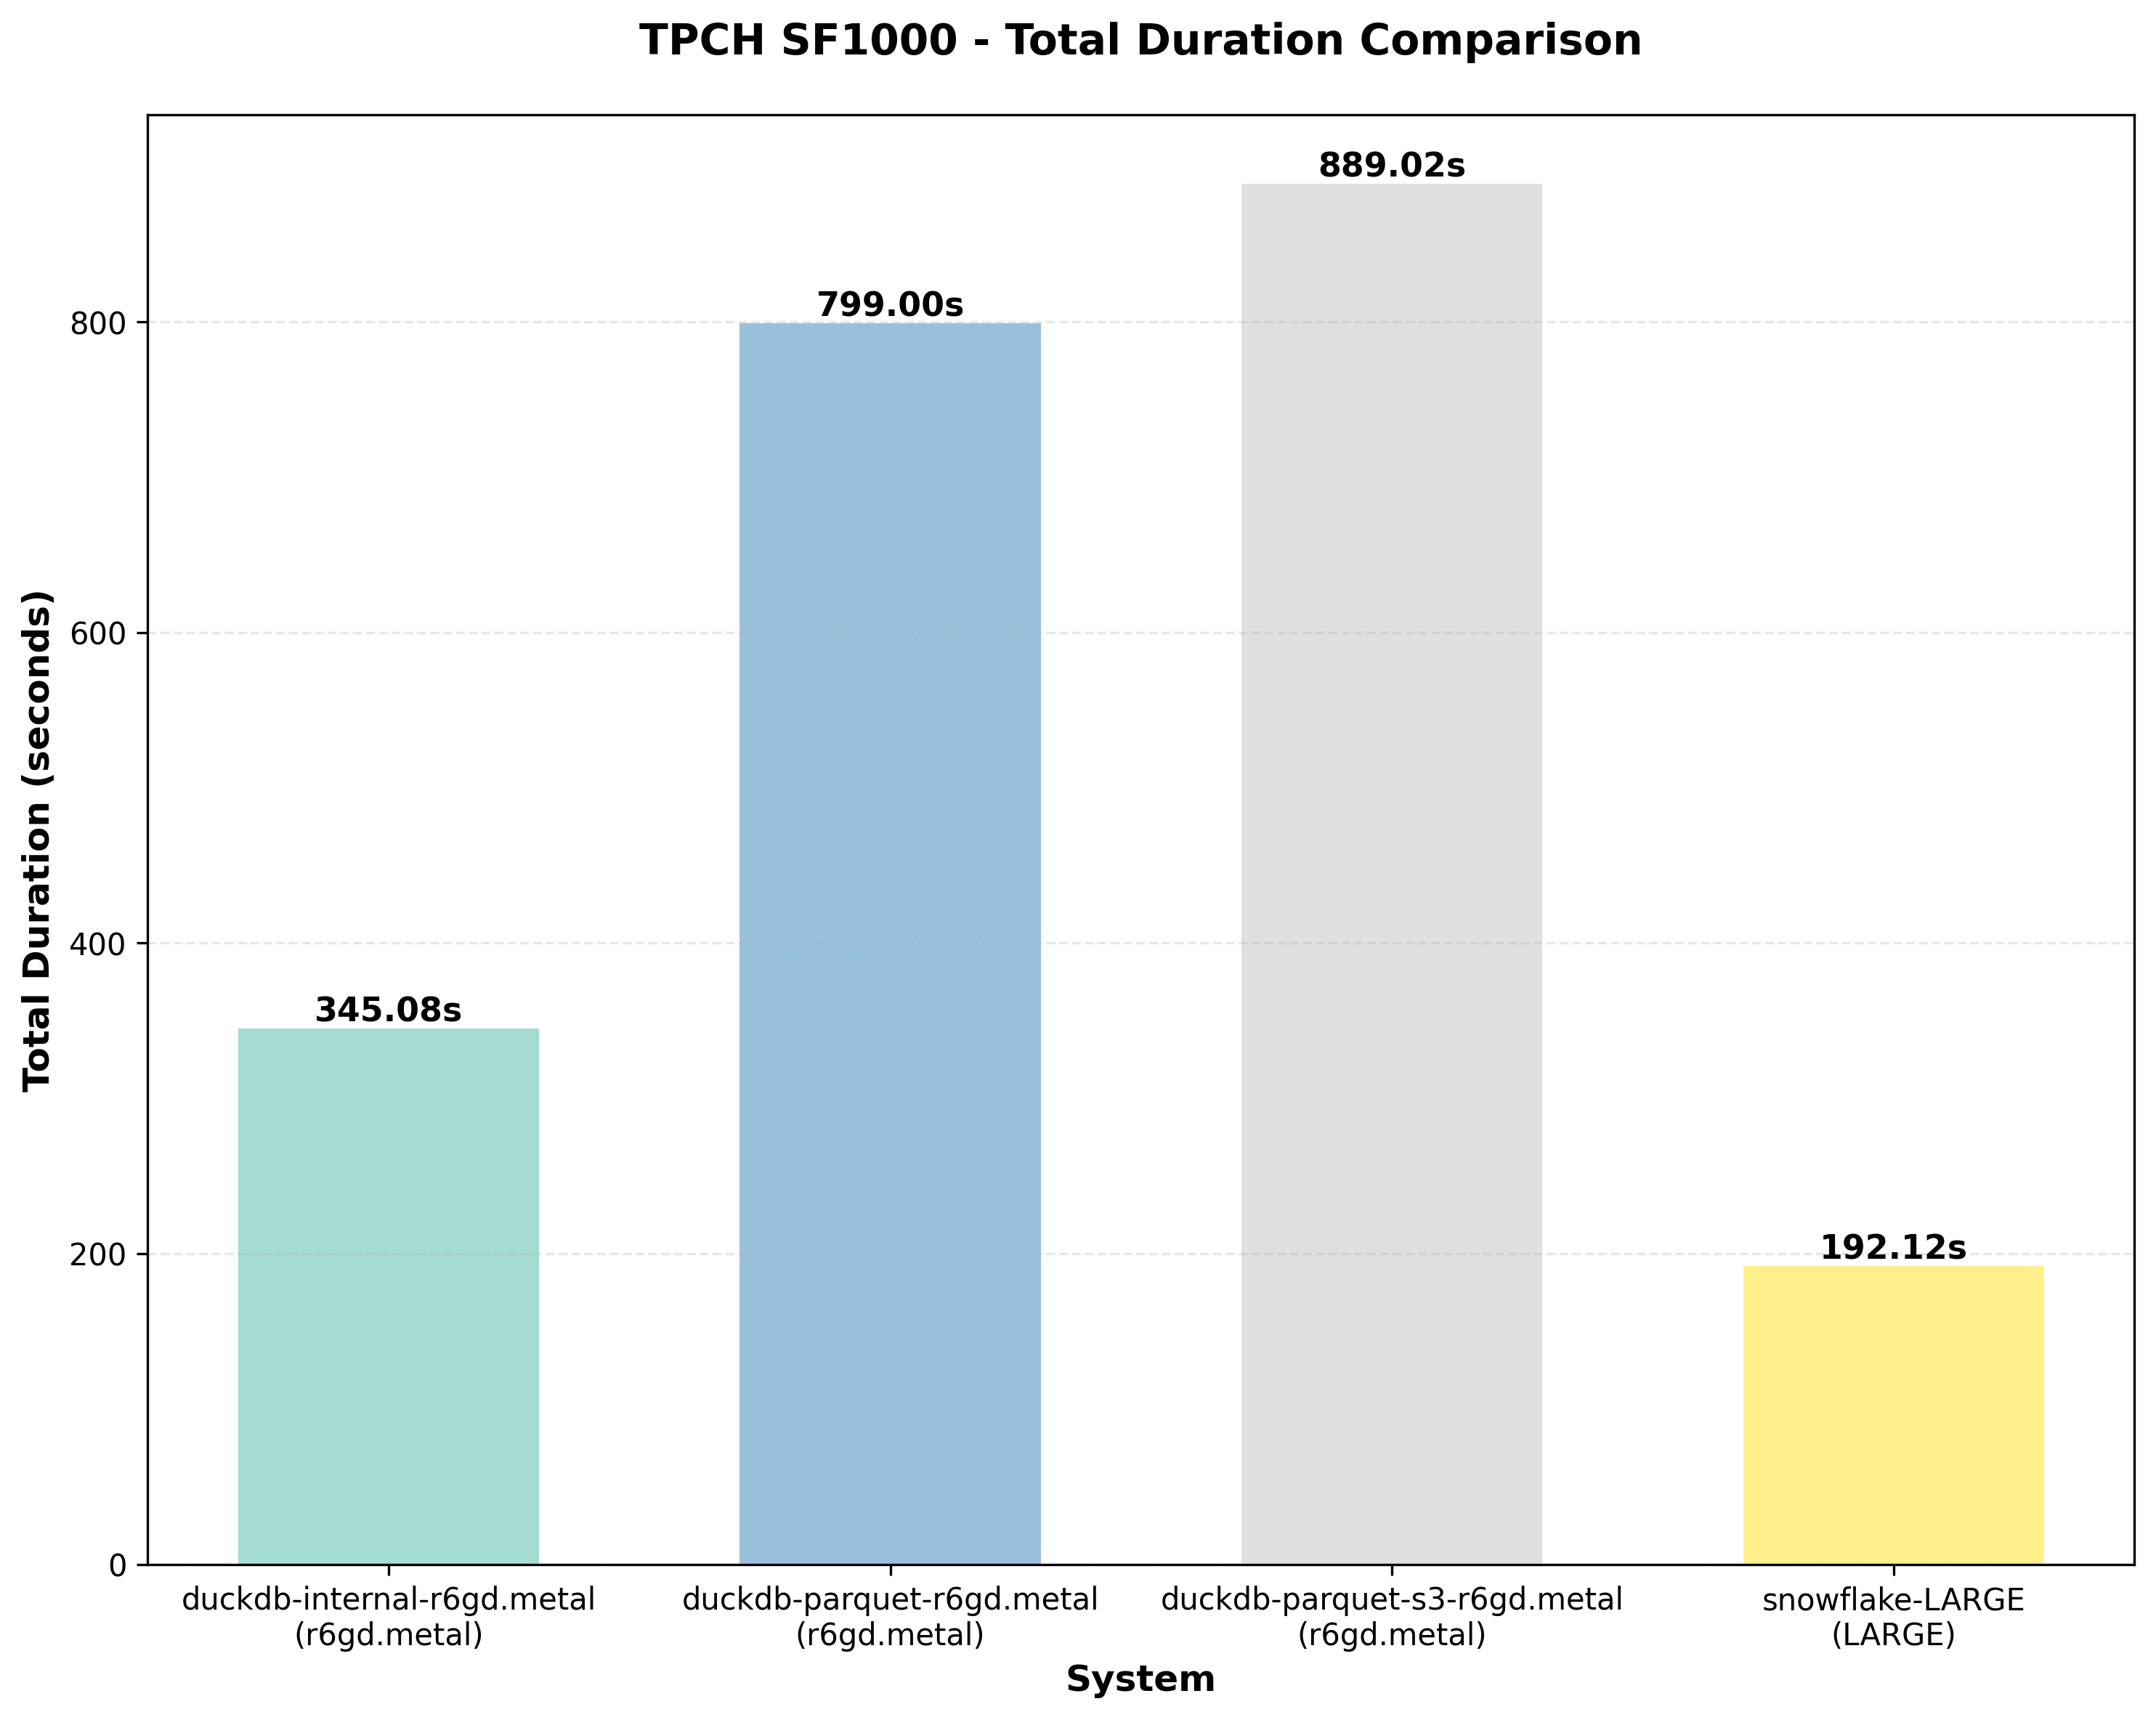 TPCH SF1000 - Total Duration Comparison
Total Duration (seconds)
800
600
400
200
0
345.08s
799.00s
889.02s
192.12s
duckdb-internal-r6gd.metal
(r6gd.metal)
duckdb-parquet-r6gd.metal
(r6gd.metal)
duckdb-parquet-s3-r6gd.metal
(r6gd.metal)
snowflake-LARGE
(LARGE)
System